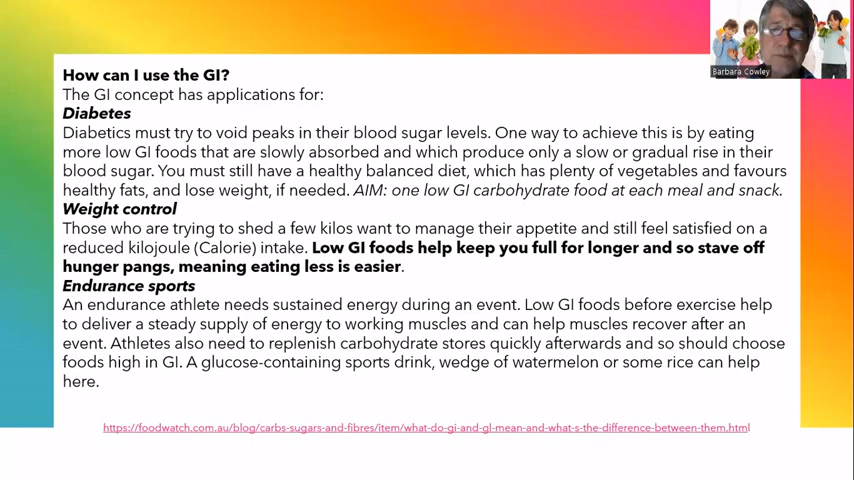 Barbara Cowley
How can I use the GI?
The GI concept has applications for:
Diabetes
Diabetics must try to void peaks in their blood sugar levels. One way to achieve this is by eating
more low GI foods that are slowly absorbed and which produce only a slow or gradual rise in their
blood sugar. You must still have a healthy balanced diet, which has plenty of vegetables and favours
healthy fats, and lose weight, if needed. AIM: one low GI carbohydrate food at each meal and snack.
Weight control
Those who are trying to shed a few kilos want to manage their appetite and still feel satisfied on a
reduced kilojoule (Calorie) intake. Low GI foods help keep you full for longer and so stave off
hunger pangs, meaning eating less is easier.
Endurance sports
An endurance athlete needs sustained energy during an event. Low GI foods before exercise help
to deliver a steady supply of energy to working muscles and can help muscles recover after an
event. Athletes also need to replenish carbohydrate stores quickly afterwards and so should choose
foods high in GI. A glucose-containing sports drink, wedge of watermelon or some rice can help
here.
https://foodwatch.com.au/blog/carbs-sugars-and-fibres/item/what-do-gi-and-gl-mean-and-what-s-the-difference-between-them.html